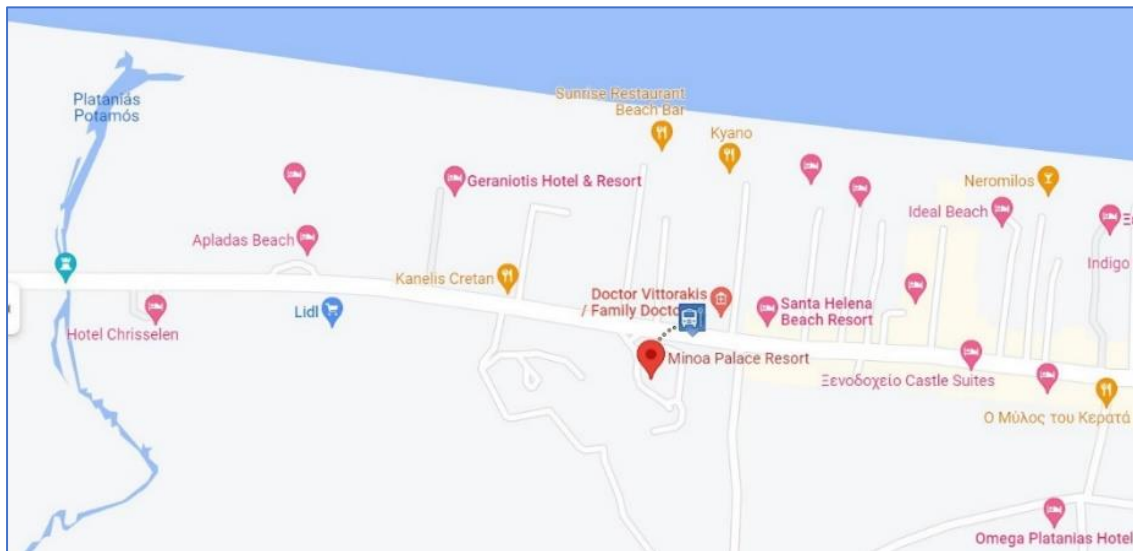 Sunrise Restaurant
Beach Bar
Plataniás
Potamós
Kyano
Geraniotis Hotel & Resort
Neromilos
Ideal Beach
Apladas Beach
Kanelis Cretan
Indigo
Doctor Vittorakis
/ Family Docto
Santa Helena
Beach Resort
Lidl
Hotel Chrisselen
Minoa Palace Resort
Ξενοδοχείο Castle Suites
Ο Μύλος του Κερατά
Omega Platanias Hotel